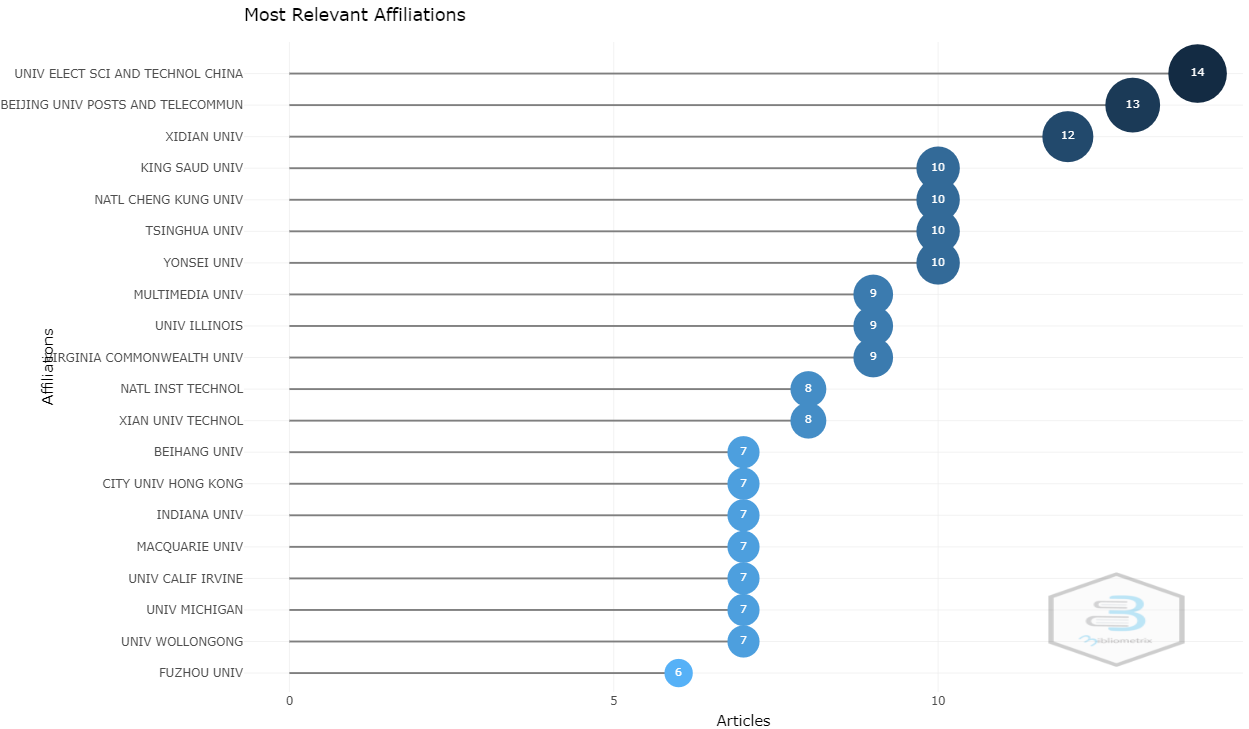 Most Relevant Affiliations
UNIV ELECT SCI AND TECHNOL CHINA 14
BEIJING UNIV POSTS AND TELECOMMUN 13
XIDIAN UNIV 12
KING SAUD UNIV 10
NATL CHENG KUNG UNIV 10
TSINGHUA UNIV 10
YONSEI UNIV 10
MULTIMEDIA UNIV 9
UNIV ILLINOIS 9
VIRGINIA COMMONWEALTH UNIV 9
NATL INST TECHNOL 8
XIAN UNIV TECHNOL 8
BEIHANG UNIV 7
CITY UNIV HONG KONG 7
INDIANA UNIV 7
MACQUARIE UNIV 7
UNIV CALIF IRVINE 7
UNIV MICHIGAN 7
UNIV WOLLONGONG 7
FUZHOU UNIV 6
0 5 10
Articles
Affiliations
bibliometrix